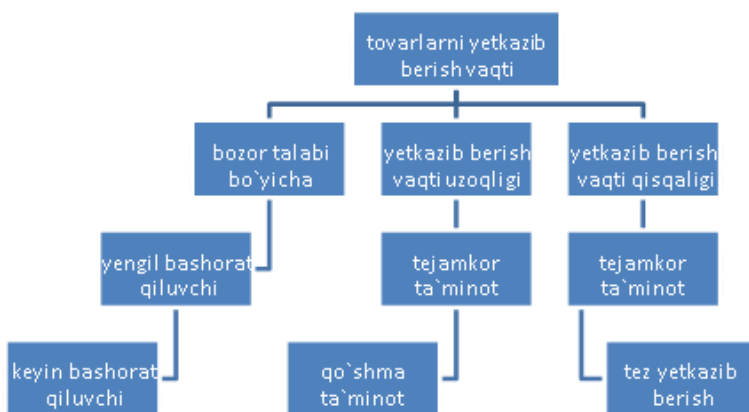 tovarlarni yetkazib
berish vaqti
bozor talabi
bo`yicha
yetkazib berish
vaqti uzoqligi
yetkazib berish
vaqti qisqaligi
yengil bashorat
qiluvchi
tejamkor
ta`minot
tejamkor
ta`minot
keyin bashorat
qiluvchi
qo`shma
ta`minot
tez yetkazib
berish